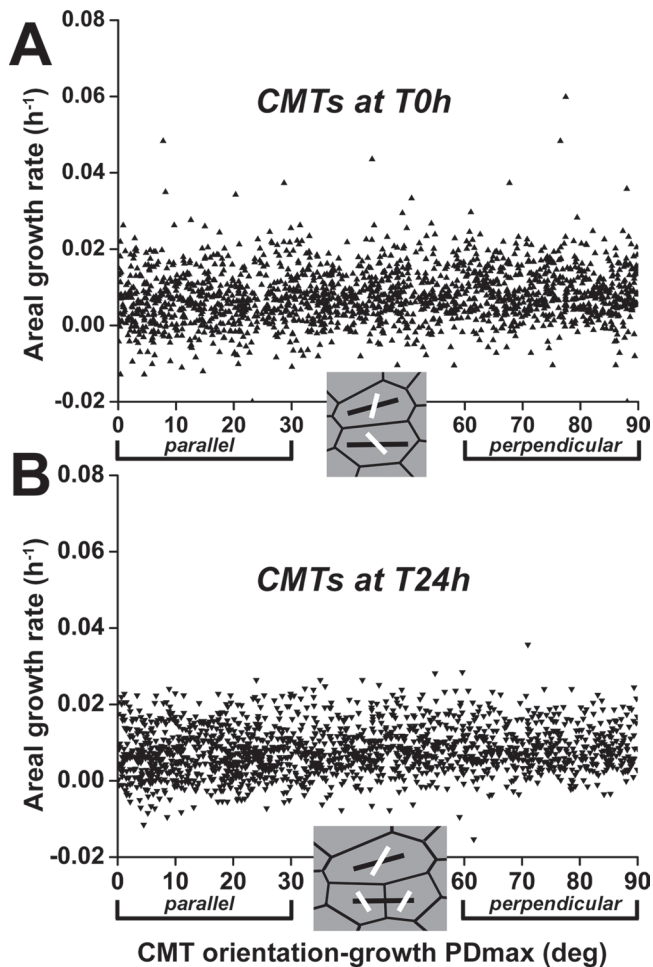 A
CMTs at T0h
Areal growth rate (h-1)
0.08
0.06
0.04
0.02
0.00
-0.02
0 10 20 30 60 70 80 90
parallel perpendicular
B
CMTs at T24h
Areal growth rate (h-1)
0.08
0.06
0.04
0.02
0.00
-0.02
0 10 20 30 60 70 80 90
parallel perpendicular
CMT orientation-growth PDmax (deg)